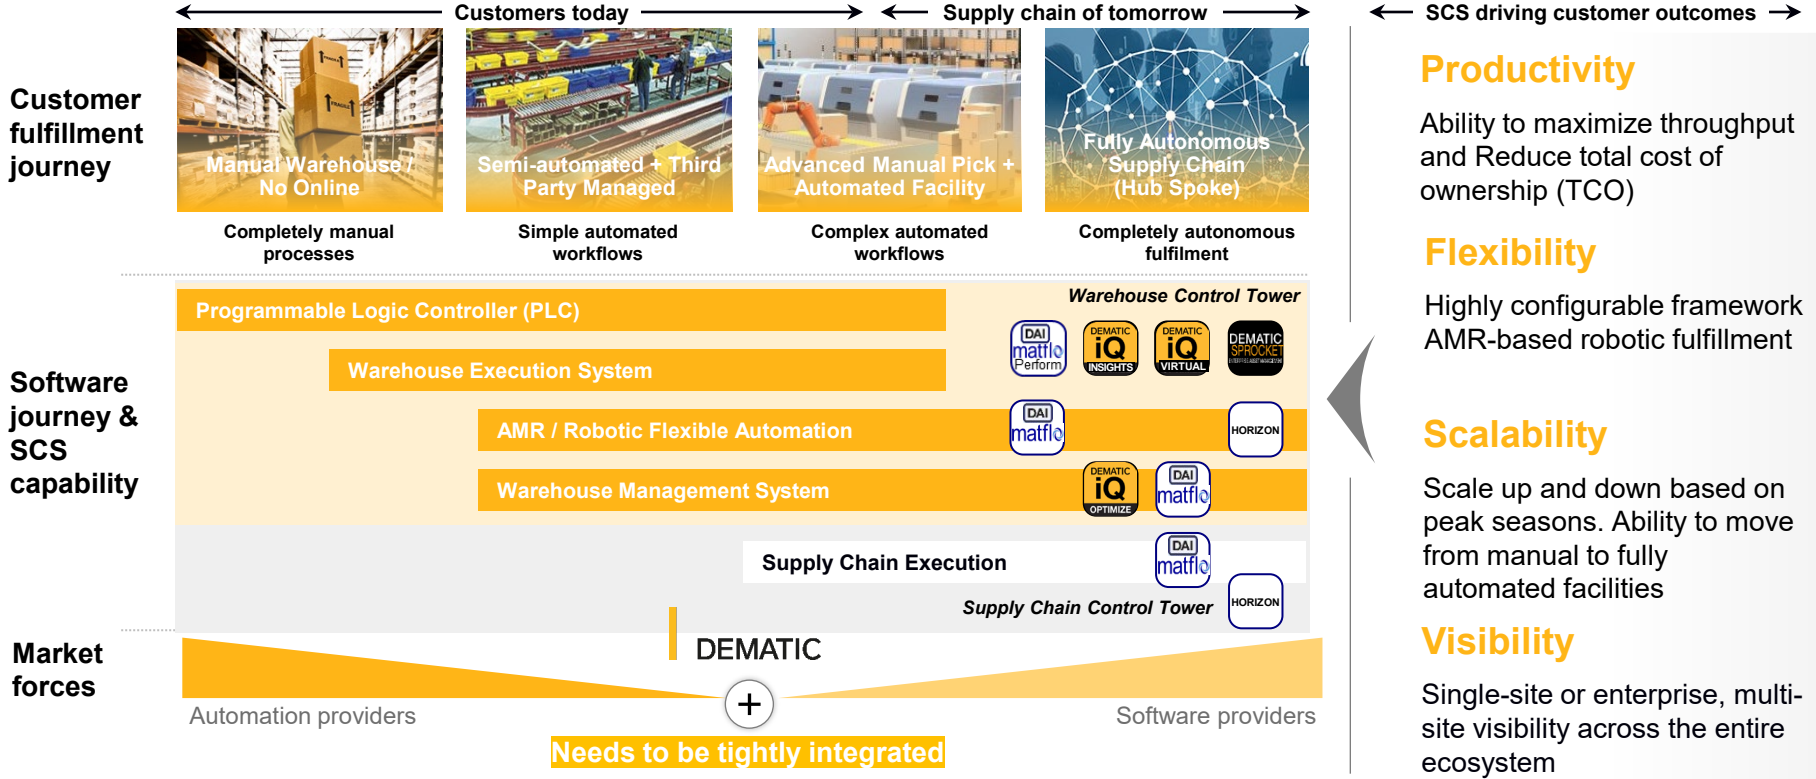 Customers today
Supply chain of tomorrow
SCS driving customer outcomes
Customer
fulfillment
journey
FRAGILE
Manual Warehouse /
No Online
Semi-automated + Third
Party Managed
Advanced Manual Pick +
Automated Facility
Fully Autonomous
Supply Chain
(Hub Spoke)
Completely manual
processes
Simple automated
workflows
Complex automated
workflows
Completely autonomous
fulfilment
Software
journey &
SCS
capability
Programmable Logic Controller (PLC)
Warehouse Control Tower
DAI
matflo
Perform
DEMATIC
iQ
INSIGHTS
DEMATIC
iQ
VIRTUAL
DEMATIC
SPROCKET
Warehouse Execution System
AMR / Robotic Flexible Automation
DAI
matflo
HORIZON
Warehouse Management System
DEMATIC
iQ
OPTIMIZE
DAI
matflo
Supply Chain Execution
DAI
matflo
Supply Chain Control Tower
HORIZON
Market
forces
DEMATIC
+
Automation providers
Software providers
Needs to be tightly integrated
Productivity
Ability to maximize throughput
and Reduce total cost of
ownership (TCO)
Flexibility
Highly configurable framework
AMR-based robotic fulfillment
Scalability
Scale up and down based on
peak seasons. Ability to move
from manual to fully
automated facilities
Visibility
Single-site or enterprise, multi-
site visibility across the entire
ecosystem